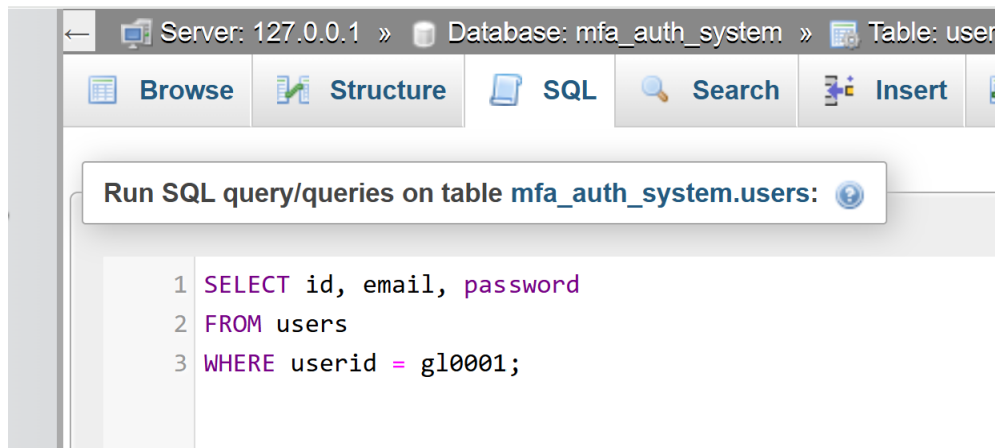 ← Server: 127.0.0.1 » Database: mfa_auth_system » Table: user
Browse Structure SQL Search Insert
Run SQL query/queries on table mfa_auth_system.users:
1 SELECT id, email, password
2 FROM users
3 WHERE userid = gl0001;